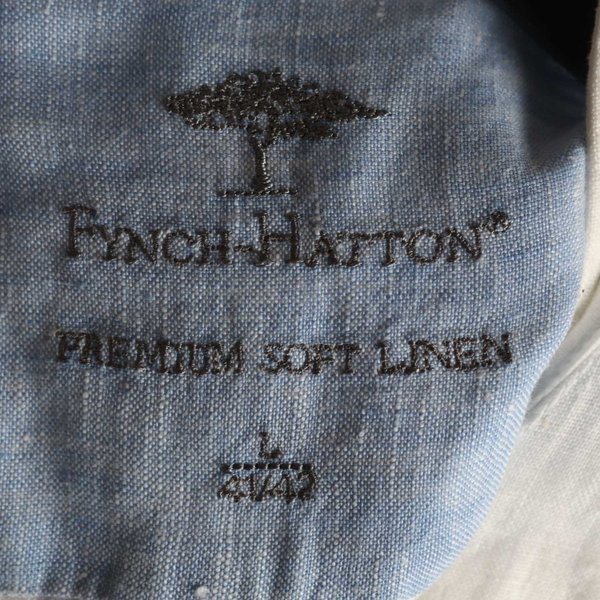 FYNCH-HATTON®
PREMIUM SOFT LINEN
L
41/42